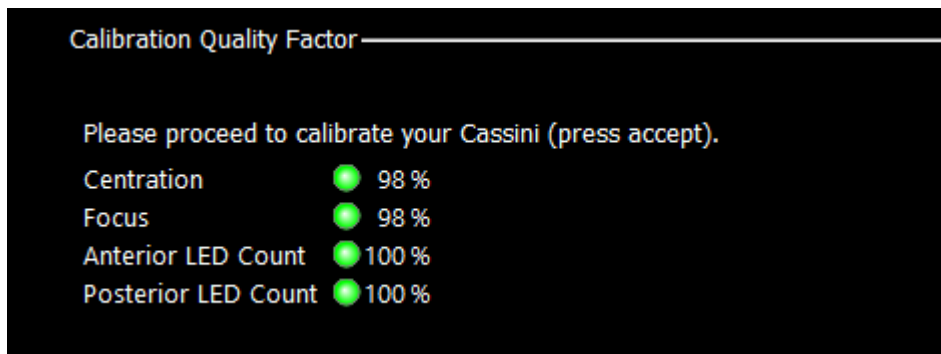 Calibration Quality Factor
Please proceed to calibrate your Cassini (press accept).
Centration 98 %
Focus 98 %
Anterior LED Count 100 %
Posterior LED Count 100 %